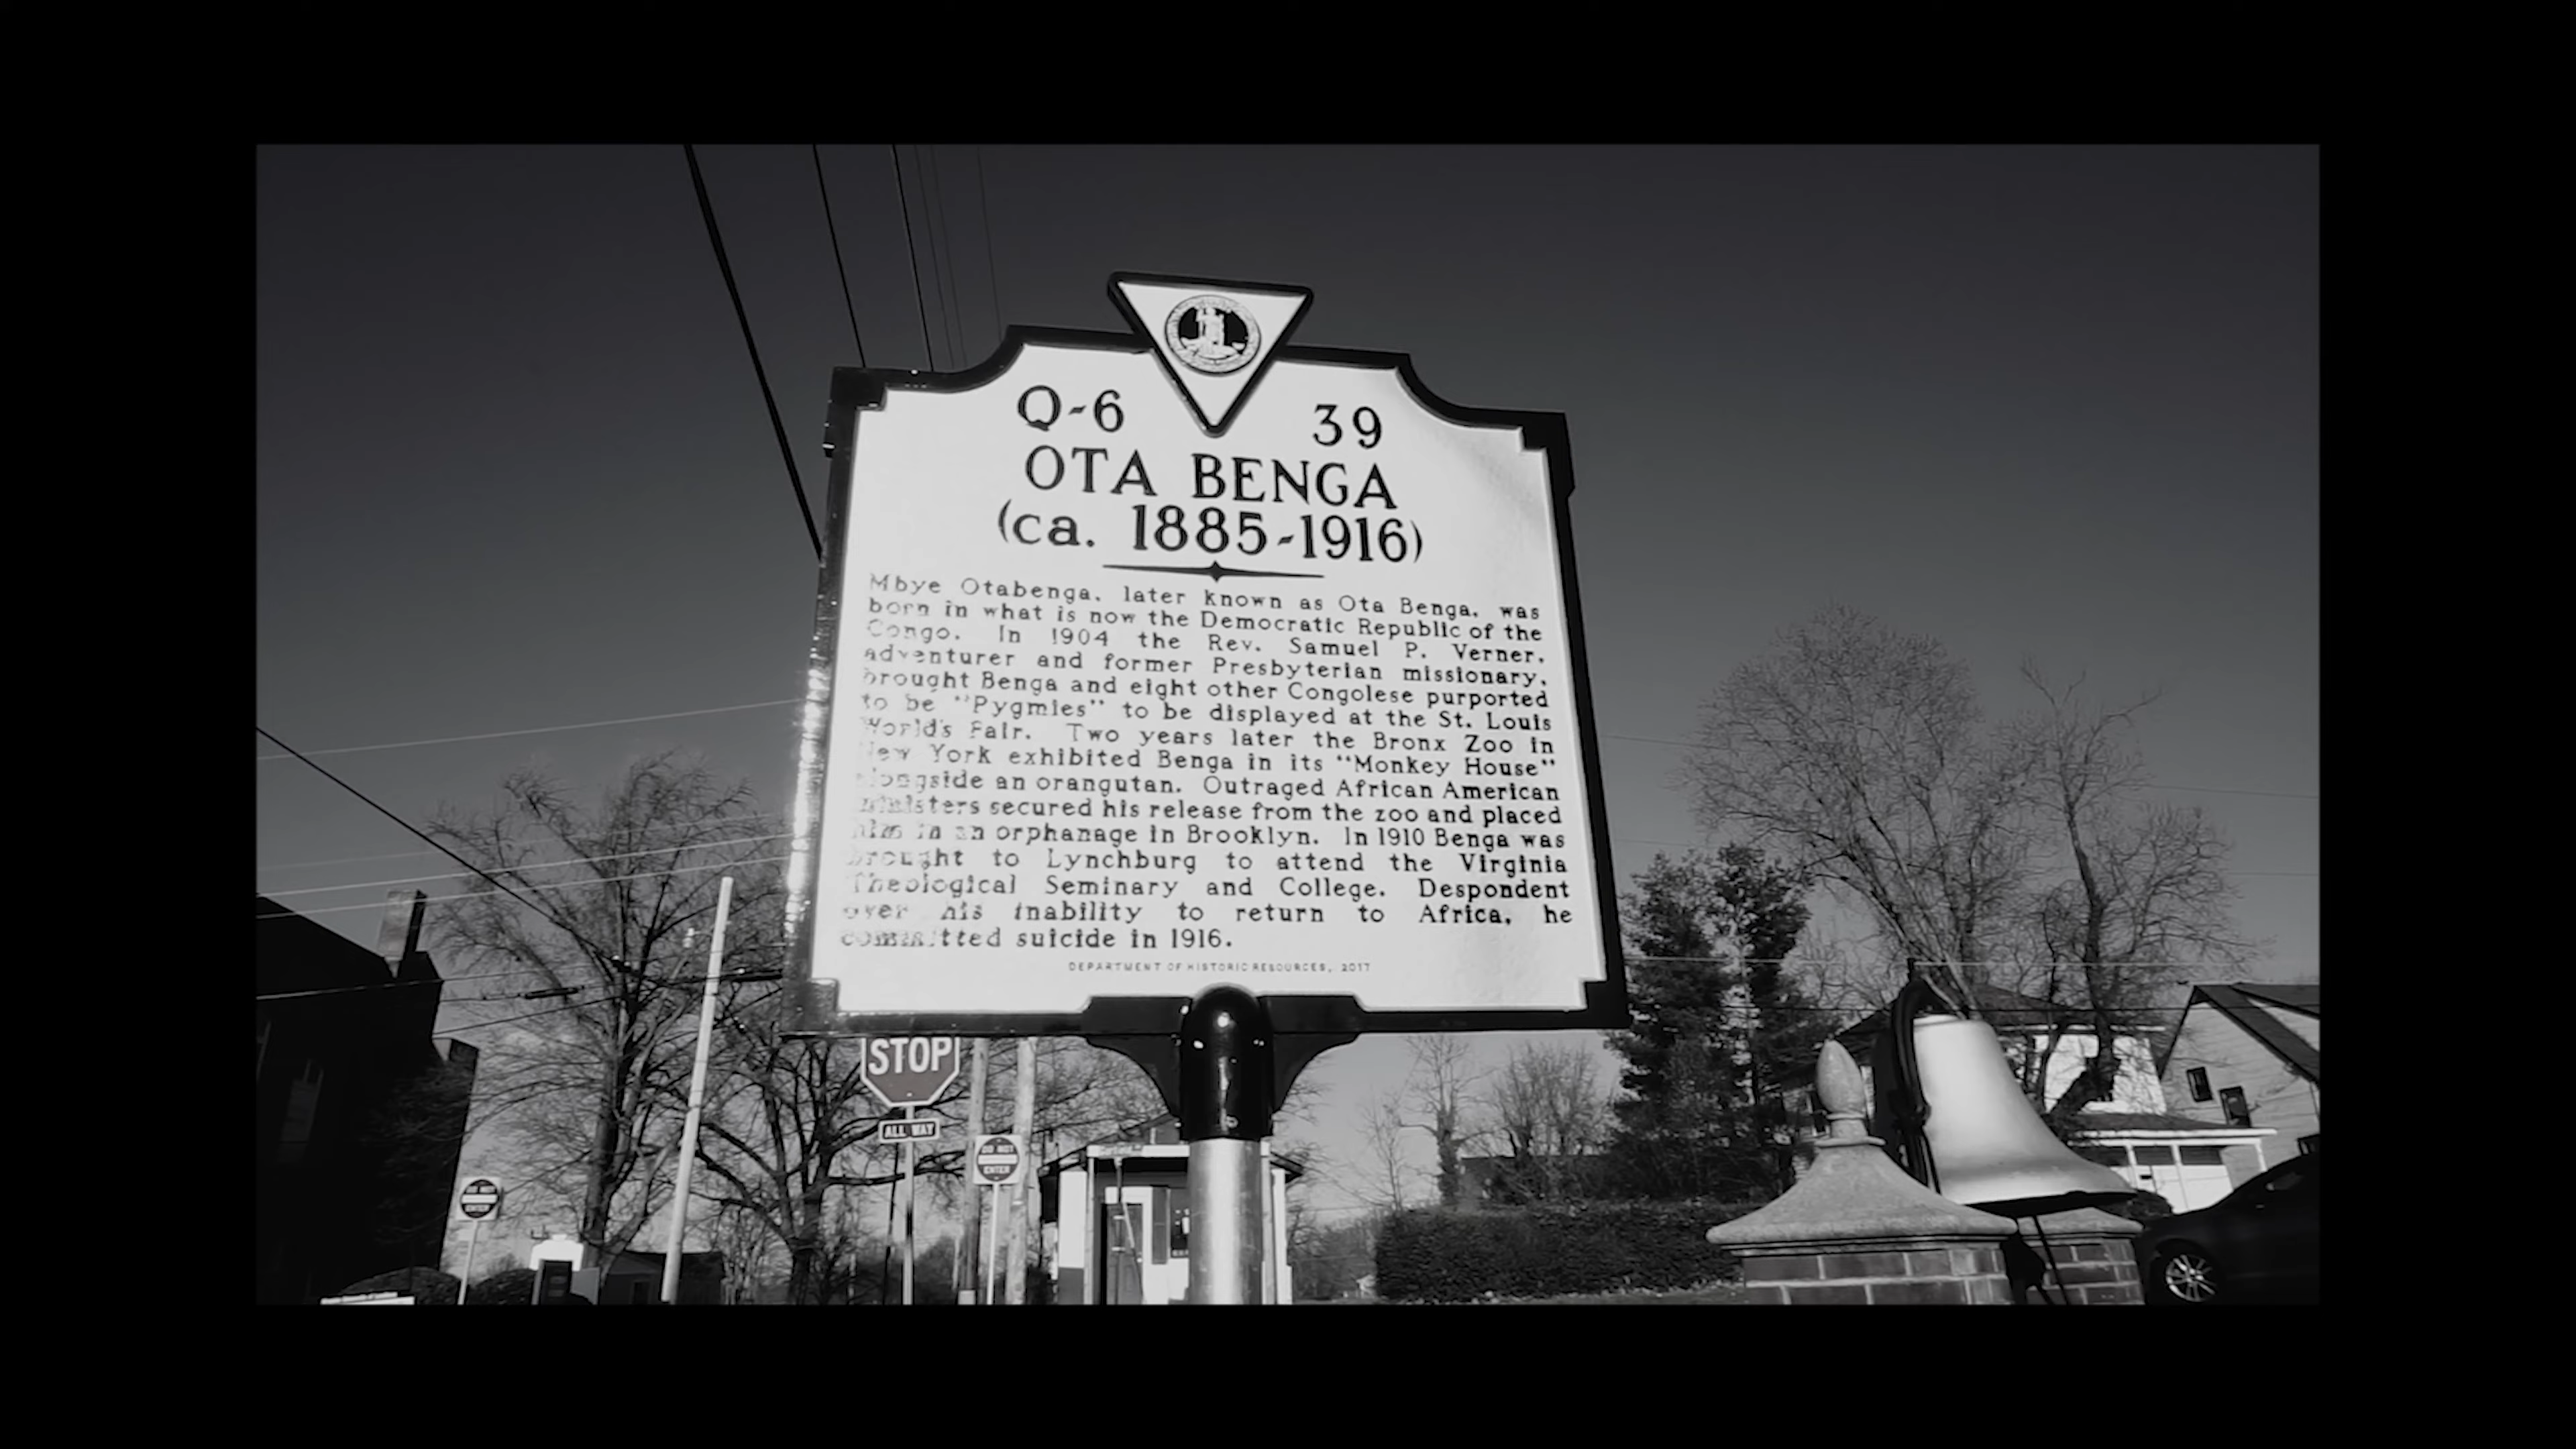 Q-6 39
OTA BENGA
(ca. 1885-1916)
Mbye Otabenga, later known as Ota Benga, was
born in what is now the Democratic Republic of the
Congo. In 1904 the Rev. Samuel P. Verner,
adventurer and former Presbyterian missionary,
brought Benga and eight other Congolese purported
to be "Pygmies" to be displayed at the St. Louis
World's Fair. Two years later the Bronx Zoo in
New York exhibited Benga in its "Monkey House"
alongside an orangutan. Outraged African American
ministers secured his release from the zoo and placed
him in an orphanage in Brooklyn. In 1910 Benga was
brought to Lynchburg to attend the Virginia
Theological Seminary and College. Despondent
over his inability to return to Africa, he
committed suicide in 1916.
DEPARTMENT OF HISTORIC RESOURCES, 2017
STOP
ALL WAY
DO NOT
ENTER
DO NOT
ENTER